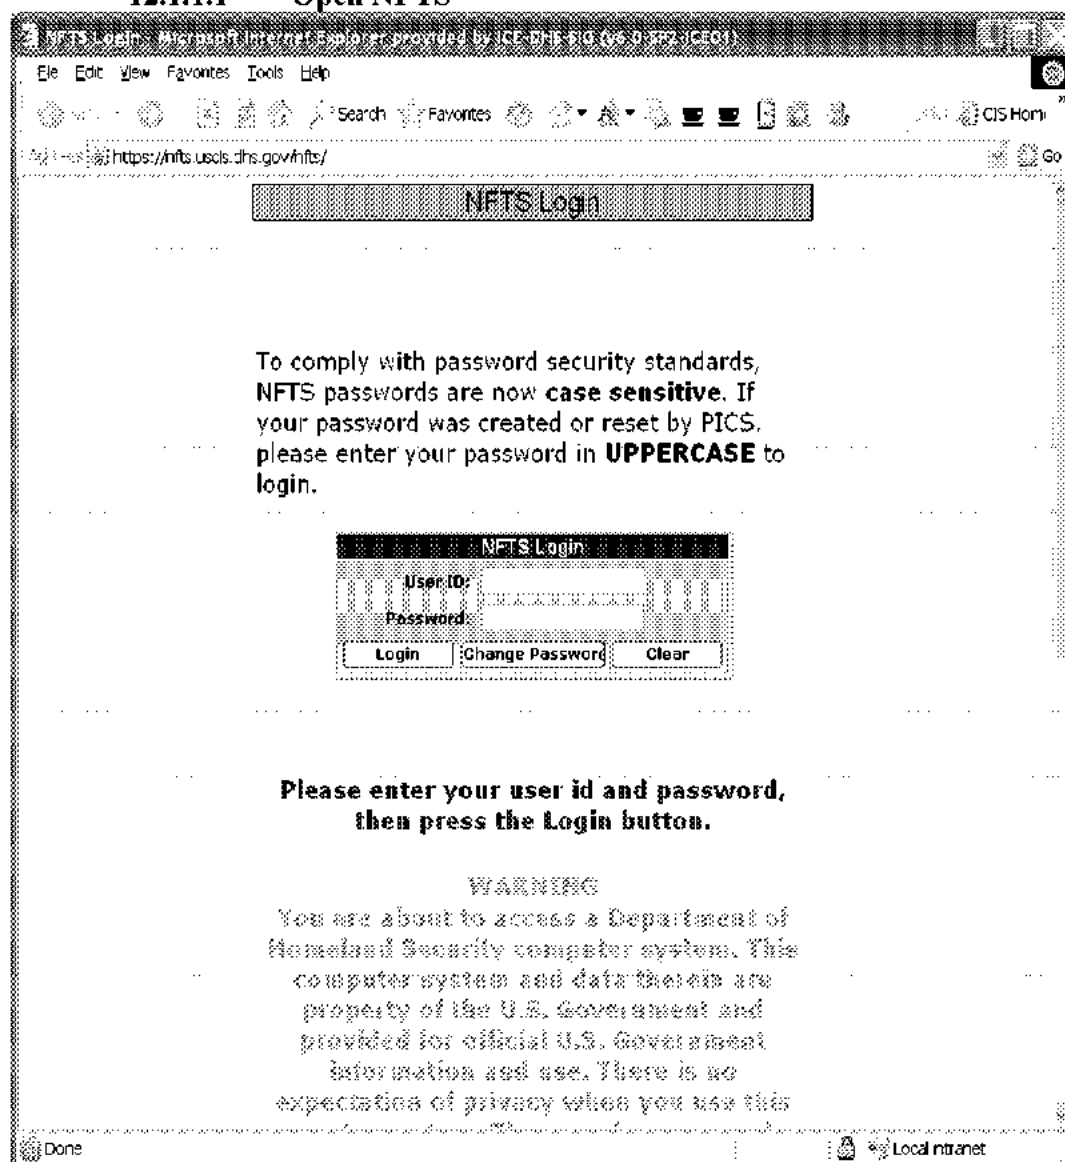 12.1.1.1 Open NFTS
NFTS Login - Microsoft Internet Explorer provided by ICE-DHS-SIG (v6.0-SP2-ICE01)
File Edit View Favorites Tools Help
Search Favorites CIS Hom
https://nfts.uscis.dhs.gov/nfts/ Go
NFTS Login
To comply with password security standards,
NFTS passwords are now case sensitive. If
your password was created or reset by PICS,
please enter your password in UPPERCASE to
login.
NFTS Login
User ID:
Password:
Login Change Password Clear
Please enter your user id and password,
then press the Login button.
WARNING
You are about to access a Department of
Homeland Security computer system. This
computer system and data therein are
property of the U.S. Government and
provided for official U.S. Government
information and use. There is no
expectation of privacy when you use this
Done Local intranet